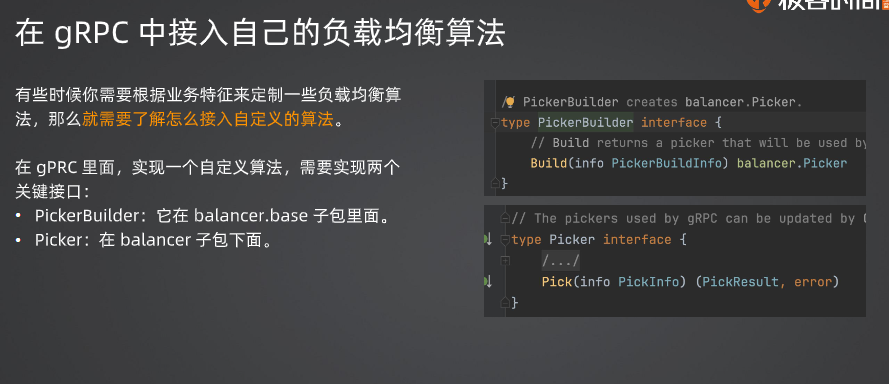 极客时间
在 gRPC 中接入自己的负载均衡算法
有些时候你需要根据业务特征来定制一些负载均衡算
法，那么就需要了解怎么接入自定义的算法。
在 gPRC 里面，实现一个自定义算法，需要实现两个
关键接口：
• PickerBuilder：它在 balancer.base 子包里面。
• Picker：在 balancer 子包下面。
// PickerBuilder creates balancer.Picker.
type PickerBuilder interface {
// Build returns a picker that will be used by
Build(info PickerBuildInfo) balancer.Picker
}
// The pickers used by gRPC can be updated by
type Picker interface {
/.../
Pick(info PickInfo) (PickResult, error)
}